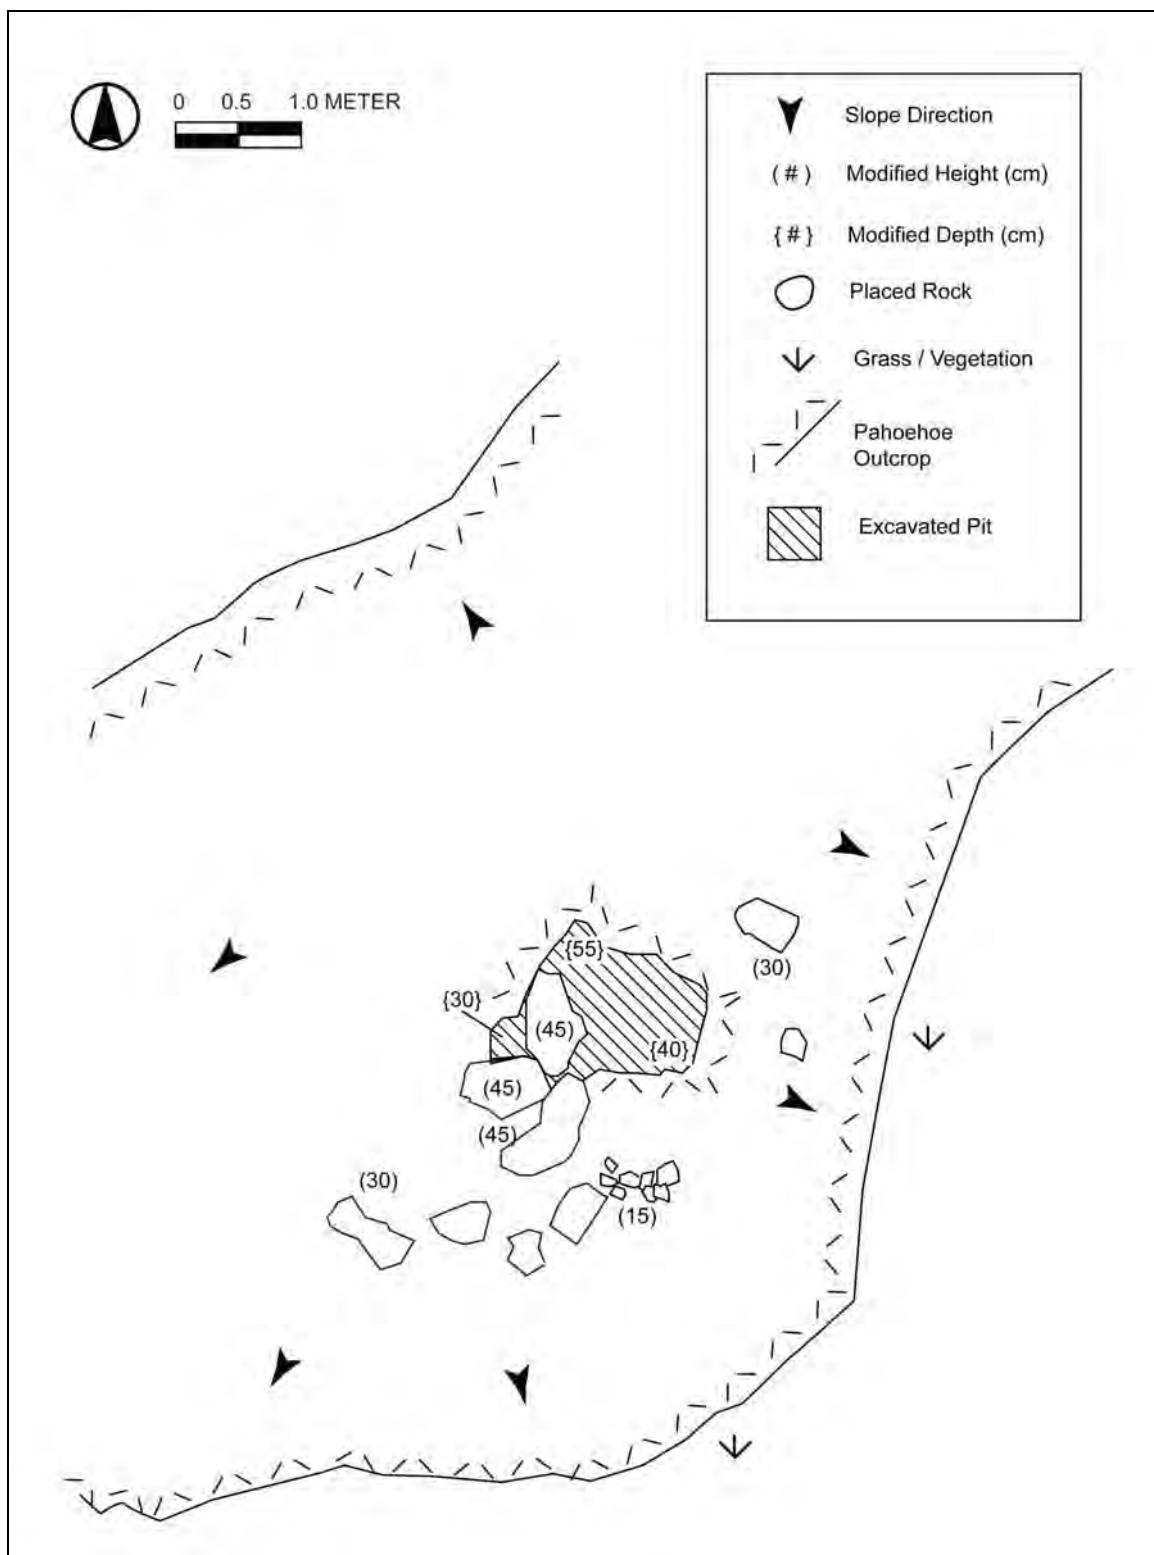 0 0.5 1.0 METER
Slope Direction
(#) Modified Height (cm)
{#} Modified Depth (cm)
Placed Rock
Grass / Vegetation
Pahoehoe
Outcrop
Excavated Pit
{55}
(30)
{30}
(45)
{40}
(45)
(45)
(30)
(15)